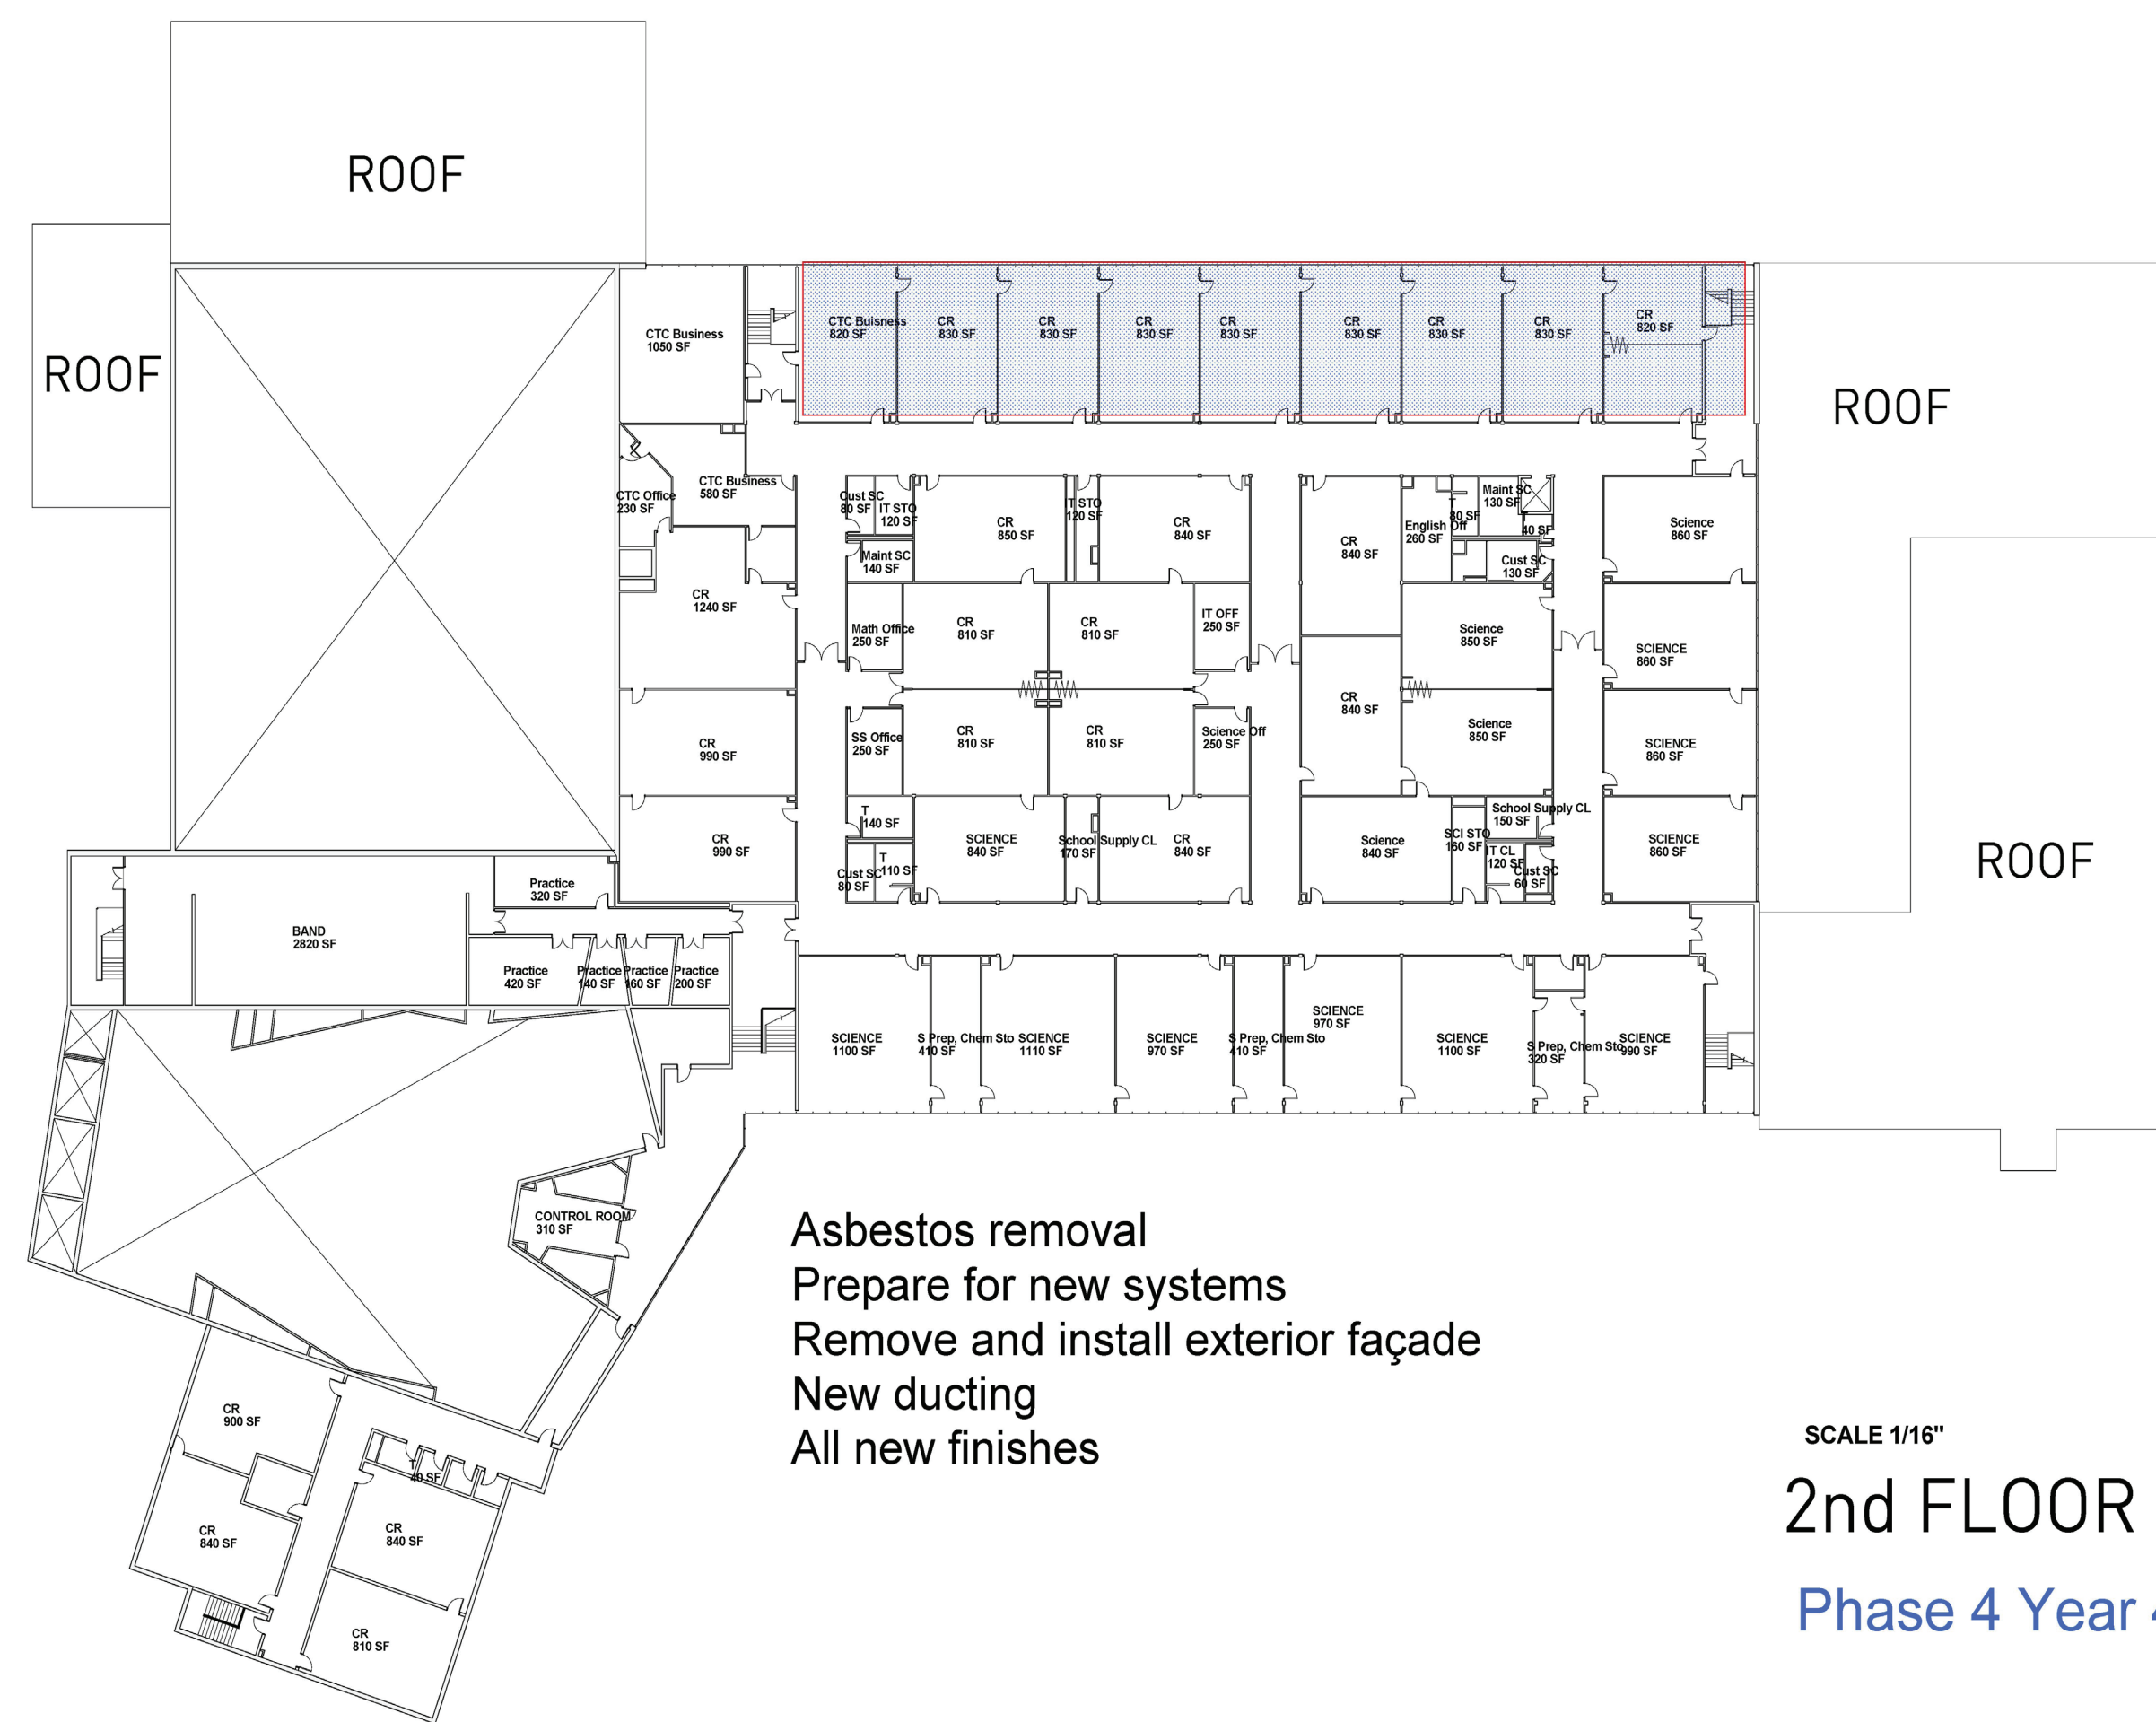 ROOF
ROOF
ROOF
ROOF
CTC Business
1050 SF
CTC Buisness
820 SF
CR
830 SF
CR
830 SF
CR
830 SF
CR
830 SF
CR
830 SF
CR
830 SF
CR
830 SF
CR
820 SF
CTC Office
230 SF
CTC Business
580 SF
Cust SC
80 SF
IT STO
120 SF
Maint SC
140 SF
CR
850 SF
IT STO
120 SF
CR
840 SF
CR
840 SF
English Off
260 SF
T
80 SF
Maint SC
130 SF
T
40 SF
Cust SC
130 SF
Science
860 SF
CR
1240 SF
Math Office
250 SF
CR
810 SF
CR
810 SF
IT OFF
250 SF
Science
850 SF
SCIENCE
860 SF
CR
990 SF
SS Office
250 SF
CR
810 SF
CR
810 SF
Science Off
250 SF
CR
840 SF
Science
850 SF
SCIENCE
860 SF
CR
990 SF
T
140 SF
Cust SC
80 SF
T
110 SF
SCIENCE
840 SF
School Supply CL
170 SF
CR
840 SF
Science
840 SF
SCI STO
160 SF
School Supply CL
150 SF
IT CL
120 SF
Cust SC
60 SF
SCIENCE
860 SF
Practice
320 SF
BAND
2820 SF
Practice
420 SF
Practice
140 SF
Practice
160 SF
Practice
200 SF
SCIENCE
1100 SF
S Prep, Chem Sto
410 SF
SCIENCE
1110 SF
SCIENCE
970 SF
S Prep, Chem Sto
410 SF
SCIENCE
970 SF
SCIENCE
1100 SF
S Prep, Chem Sto
320 SF
SCIENCE
990 SF
CONTROL ROOM
310 SF
Asbestos removal
Prepare for new systems
Remove and install exterior façade
New ducting
All new finishes
CR
900 SF
T
40 SF
CR
840 SF
CR
840 SF
CR
810 SF
SCALE 1/16"
2nd FLOOR
Phase 4 Year